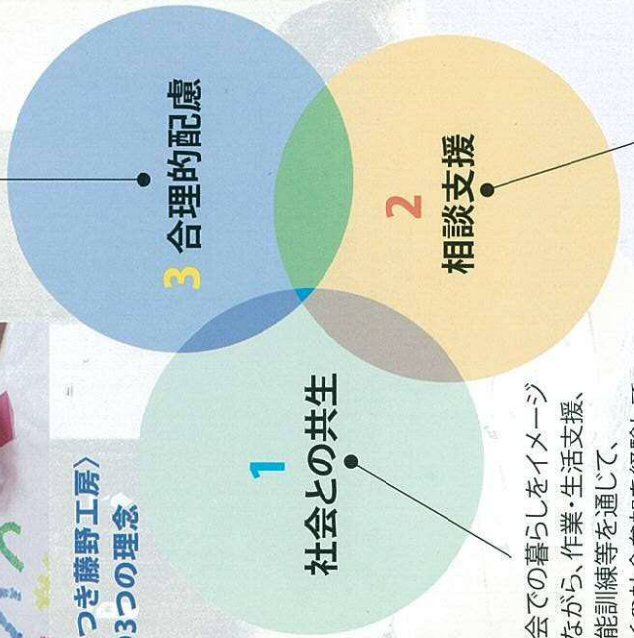 つき藤野工房〉
3つの理念
1
社会との共生
2
相談支援
3 合理的配慮
会での暮らしをイメージ
ながら、作業・生活支援、
能訓練等を通じて、